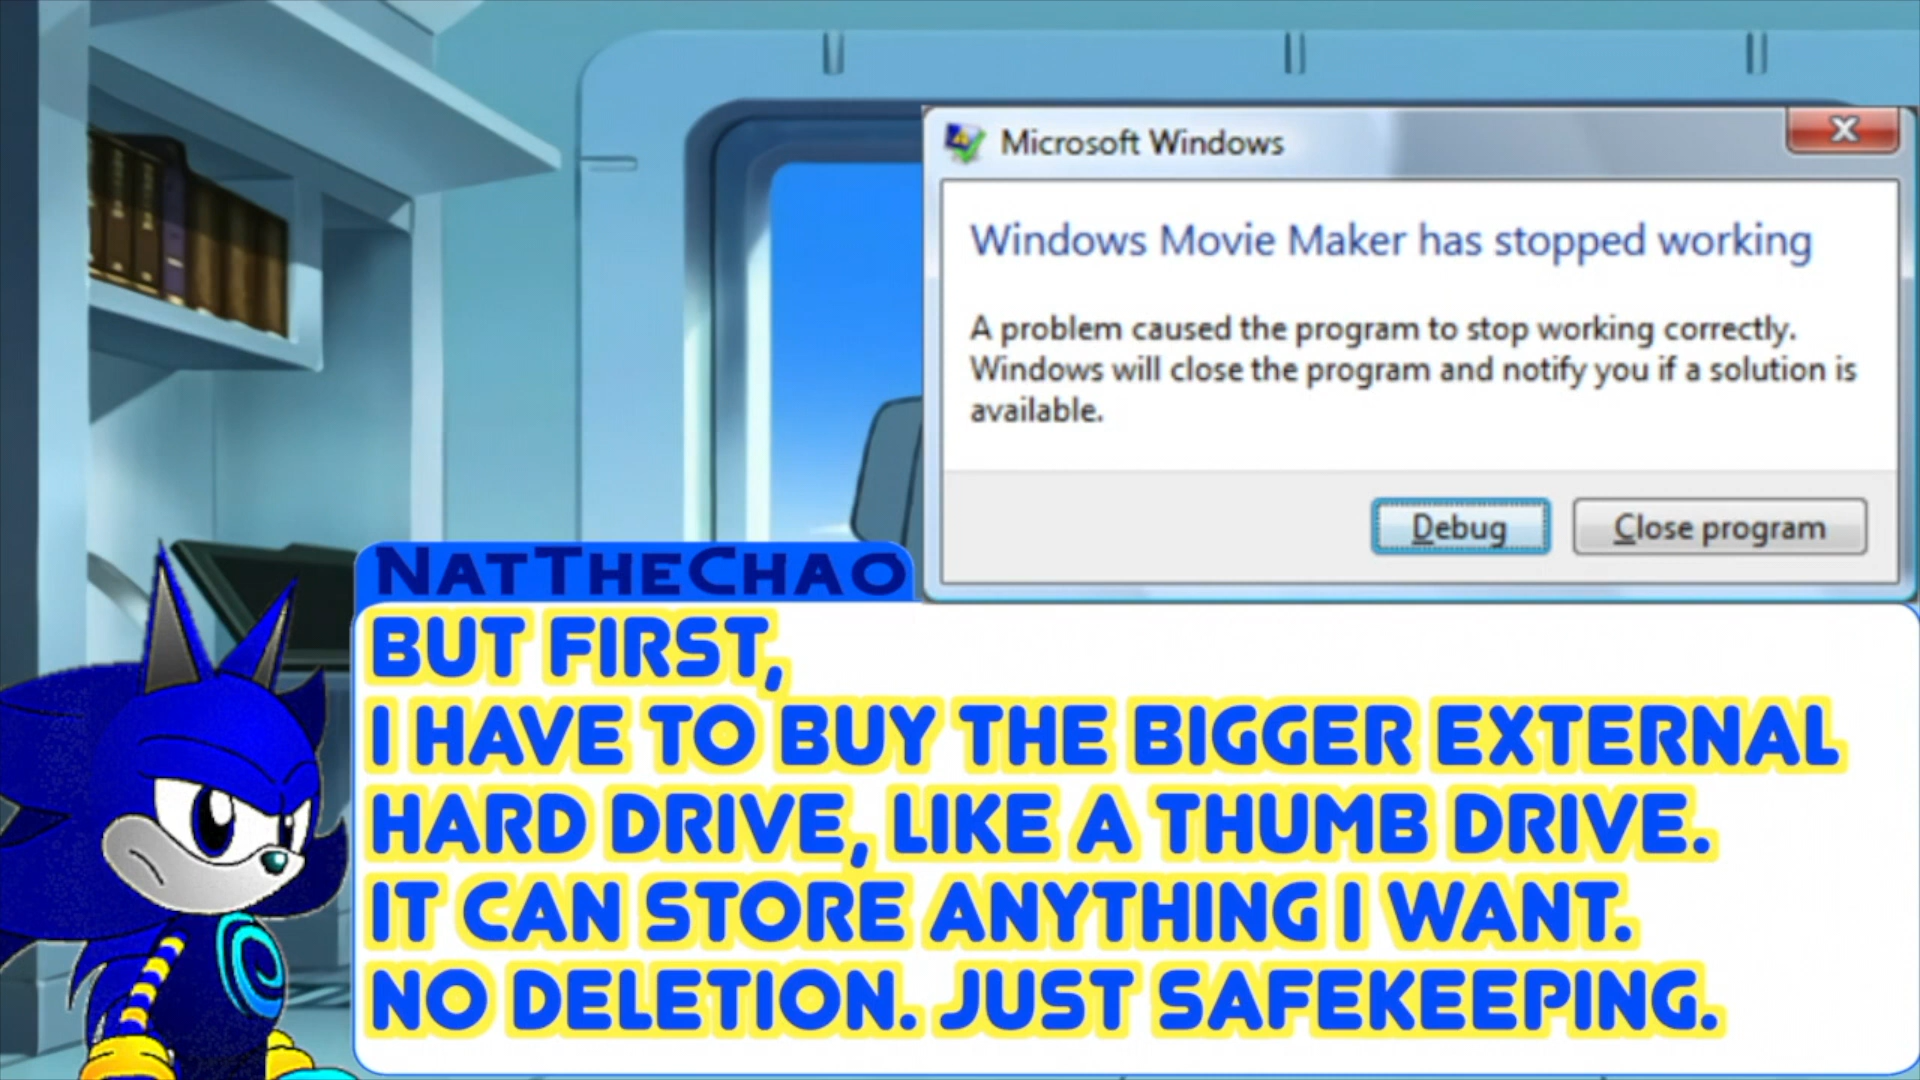 Microsoft Windows
Windows Movie Maker has stopped working
A problem caused the program to stop working correctly.
Windows will close the program and notify you if a solution is
available.
Debug
Close program
NATTHECHAO
BUT FIRST,
I HAVE TO BUY THE BIGGER EXTERNAL
HARD DRIVE, LIKE A THUMB DRIVE.
IT CAN STORE ANYTHING I WANT.
NO DELETION. JUST SAFEKEEPING.